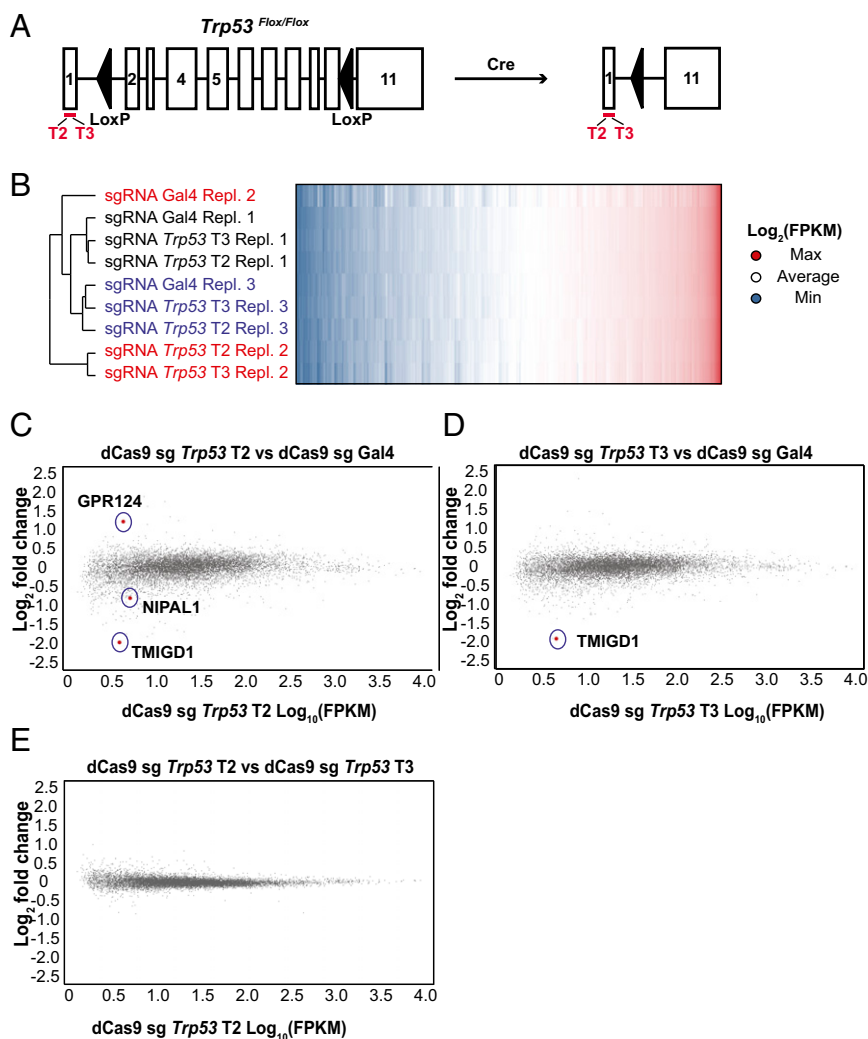 A
Trp53 Flox/Flox
1 2 4 5 11
Cre
1 11
LoxP LoxP
T2 T3
T2 T3
B
sgRNA Gal4 Repl. 2
sgRNA Gal4 Repl. 1
sgRNA Trp53 T3 Repl. 1
sgRNA Trp53 T2 Repl. 1
sgRNA Gal4 Repl. 3
sgRNA Trp53 T3 Repl. 3
sgRNA Trp53 T2 Repl. 3
sgRNA Trp53 T2 Repl. 2
sgRNA Trp53 T3 Repl. 2
Log2(FPKM)
Max
Average
Min
C
dCas9 sg Trp53 T2 vs dCas9 sg Gal4
Log2 fold change
2.5
2.0
1.5
1.0
0.5
0
-0.5
-1.0
-1.5
-2.0
-2.5
GPR124
NIPAL1
TMIGD1
0 0.5 1.0 1.5 2.0 2.5 3.0 3.5 4.0
dCas9 sg Trp53 T2 Log10(FPKM)
D
dCas9 sg Trp53 T3 vs dCas9 sg Gal4
Log2 fold change
2.5
2.0
1.5
1.0
0.5
0
-0.5
-1.0
-1.5
-2.0
-2.5
TMIGD1
0 0.5 1.0 1.5 2.0 2.5 3.0 3.5 4.0
dCas9 sg Trp53 T3 Log10(FPKM)
E
dCas9 sg Trp53 T2 vs dCas9 sg Trp53 T3
Log2 fold change
2.5
2.0
1.5
1.0
0.5
0
-0.5
-1.0
-1.5
-2.0
-2.5
0 0.5 1.0 1.5 2.0 2.5 3.0 3.5 4.0
dCas9 sg Trp53 T2 Log10(FPKM)